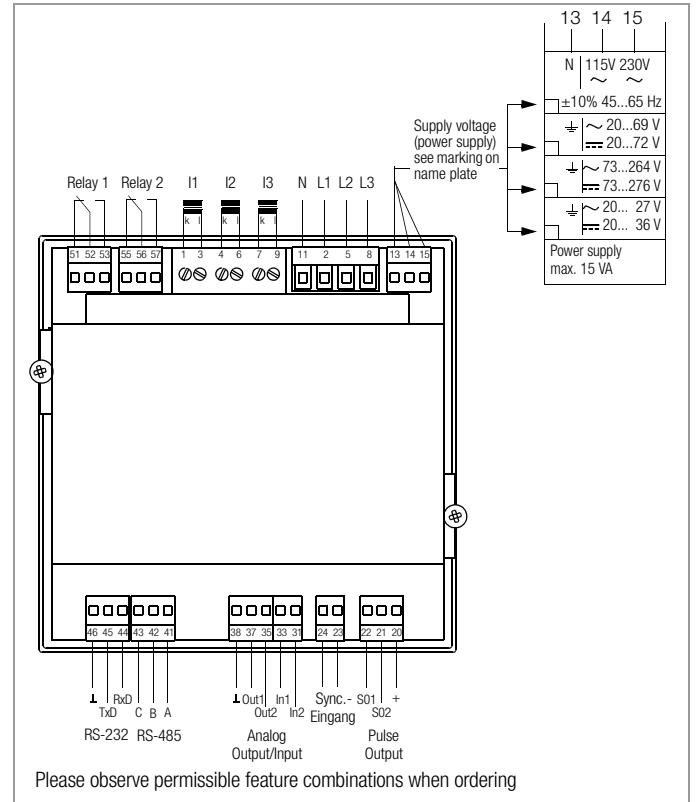 13 14 15
N 115V 230V
∼ ∼
±10% 45...65 Hz
⏚ ∼ 20...69 V
⎓ 20...72 V
⏚ ∼ 73...264 V
⎓ 73...276 V
⏚ ∼ 20... 27 V
⎓ 20... 36 V
Power supply
max. 15 VA
Supply voltage
(power supply)
see marking on
name plate
Relay 1 Relay 2 I1 I2 I3 N L1 L2 L3
k l k l k l
51 52 53 55 56 57 1 3 4 6 7 9 11 2 5 8 13 14 15
46 45 44 43 42 41 38 37 35 33 31 24 23 22 21 20
⊥ RxD ⊥ Out1 In1 Sync.- S01 +
TxD C B A Out2 In2 Eingang S02
RS-232 RS-485 Analog Pulse
Output/Input Output
Please observe permissible feature combinations when ordering